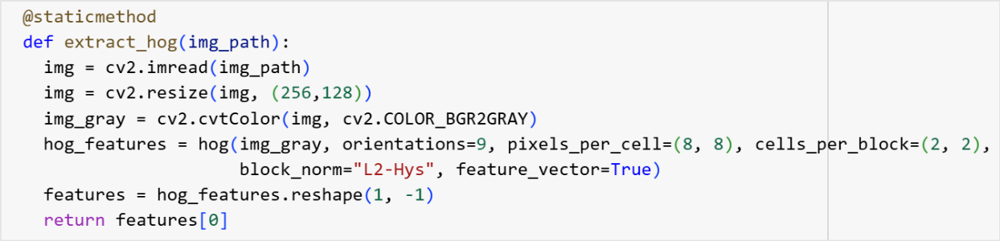 @staticmethod
def extract_hog(img_path):
  img = cv2.imread(img_path)
  img = cv2.resize(img, (256,128))
  img_gray = cv2.cvtColor(img, cv2.COLOR_BGR2GRAY)
  hog_features = hog(img_gray, orientations=9, pixels_per_cell=(8, 8), cells_per_block=(2, 2),
                     block_norm="L2-Hys", feature_vector=True)
  features = hog_features.reshape(1, -1)
  return features[0]